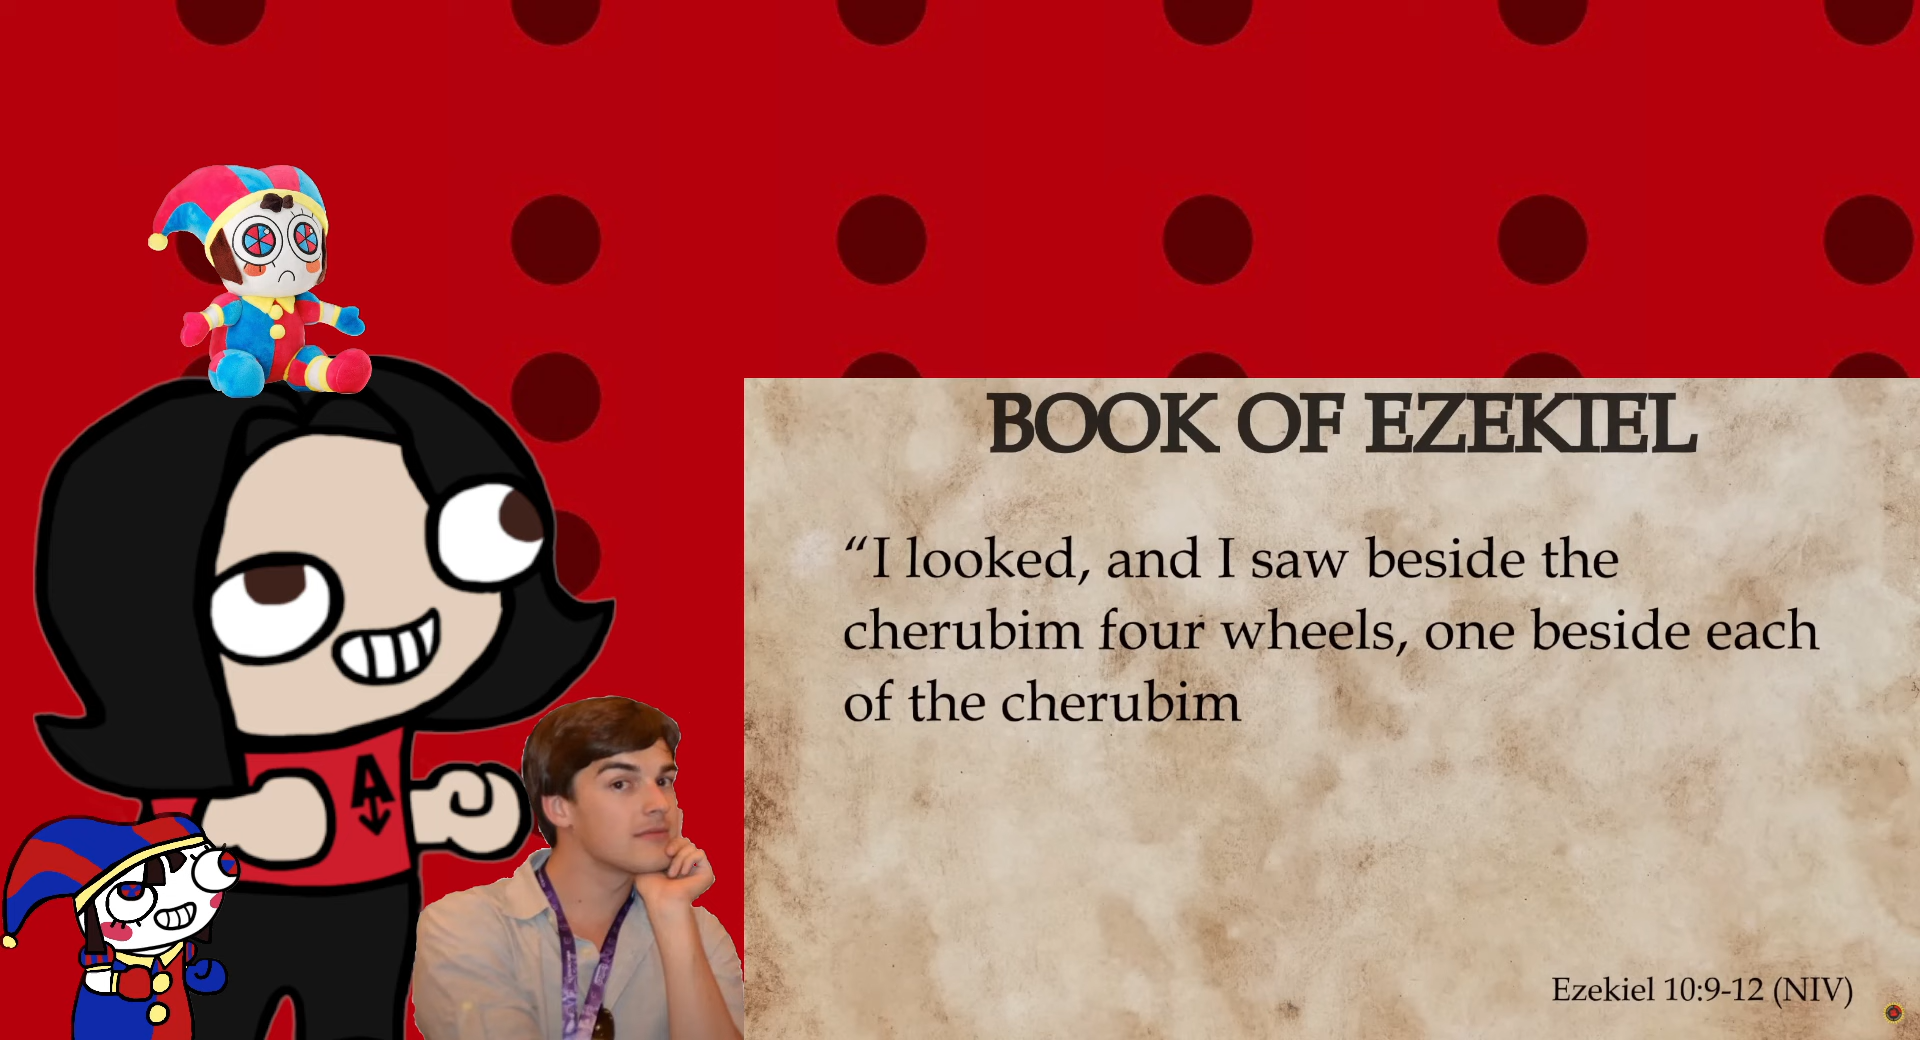 BOOK OF EZEKIEL
“I looked, and I saw beside the
cherubim four wheels, one beside each
of the cherubim
A
Ezekiel 10:9-12 (NIV)